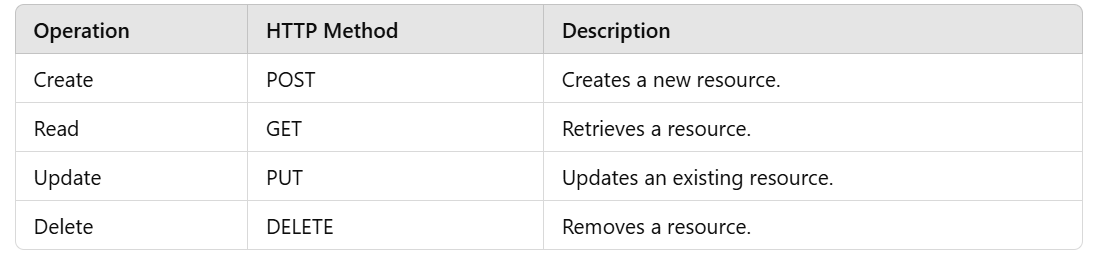 Operation HTTP Method Description
Create POST Creates a new resource.
Read GET Retrieves a resource.
Update PUT Updates an existing resource.
Delete DELETE Removes a resource.